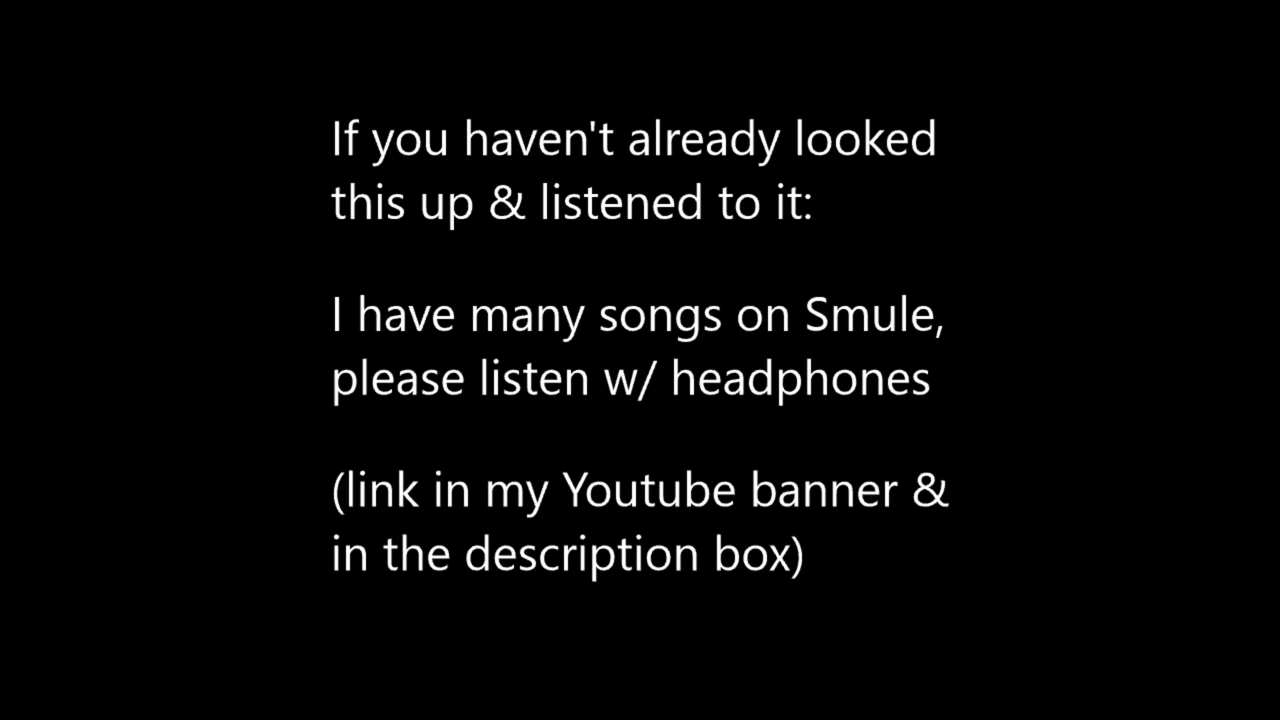 If you haven't already looked
this up & listened to it:
I have many songs on Smule,
please listen w/ headphones
(link in my Youtube banner &
in the description box)